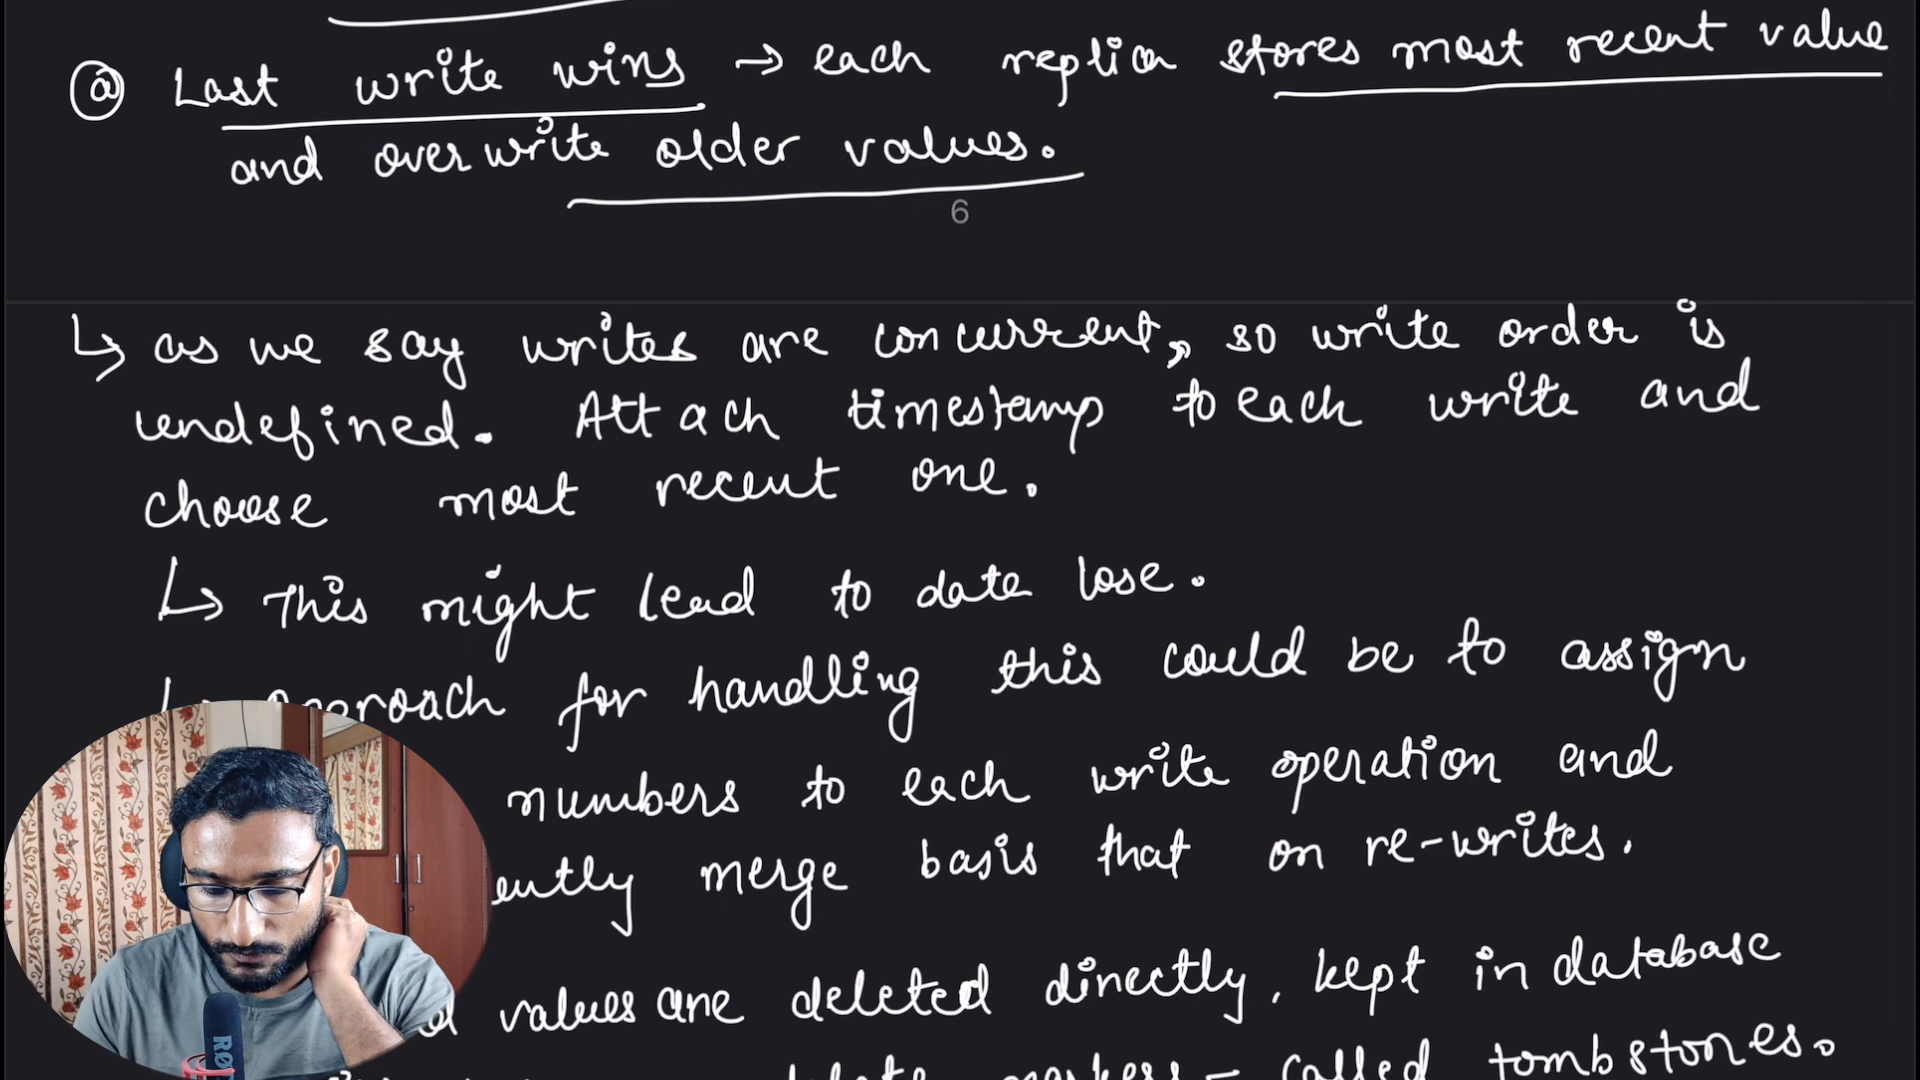 @ Last write wins → each replica stores most recent value
and overwrite older values.
6
↳ as we say writes are concurrent, so write order is
undefined. Attach timestamp to each write and
choose most recent one.
↳ This might lead to date lose.
↳ Approach for handling this could be to assign
numbers to each write operation and
ently merge basis that on re-writes.
d values are deleted directly, kept in database
markers - called tombstones.
RØ